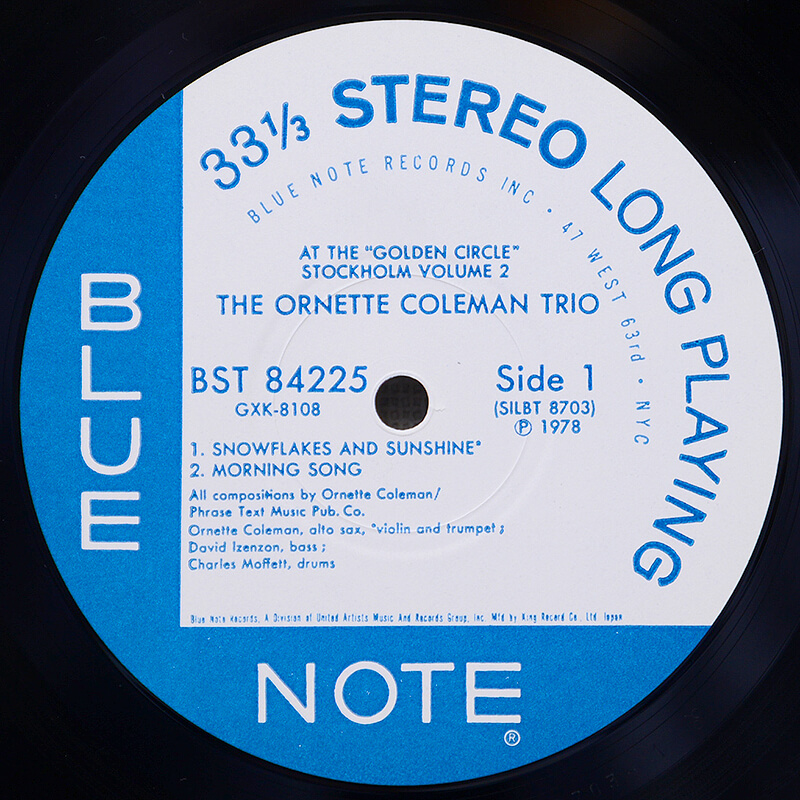 33⅓ STEREO LONG PLAYING
BLUE NOTE RECORDS INC • 47 WEST 63rd • NYC
AT THE "GOLDEN CIRCLE"
STOCKHOLM VOLUME 2
THE ORNETTE COLEMAN TRIO
BST 84225
GXK-8108
Side 1
(SILBT 8703)
Ⓟ 1978
1. SNOWFLAKES AND SUNSHINE°
2. MORNING SONG
All compositions by Ornette Coleman/
Phrase Text Music Pub. Co.
Ornette Coleman, alto sax, °violin and trumpet ;
David Izenzon, bass ;
Charles Moffett, drums
Blue Note Records, A Division of United Artists Music And Records Group, Inc. Mfd by King Record Co., Ltd. Japan
BLUE
NOTE
®